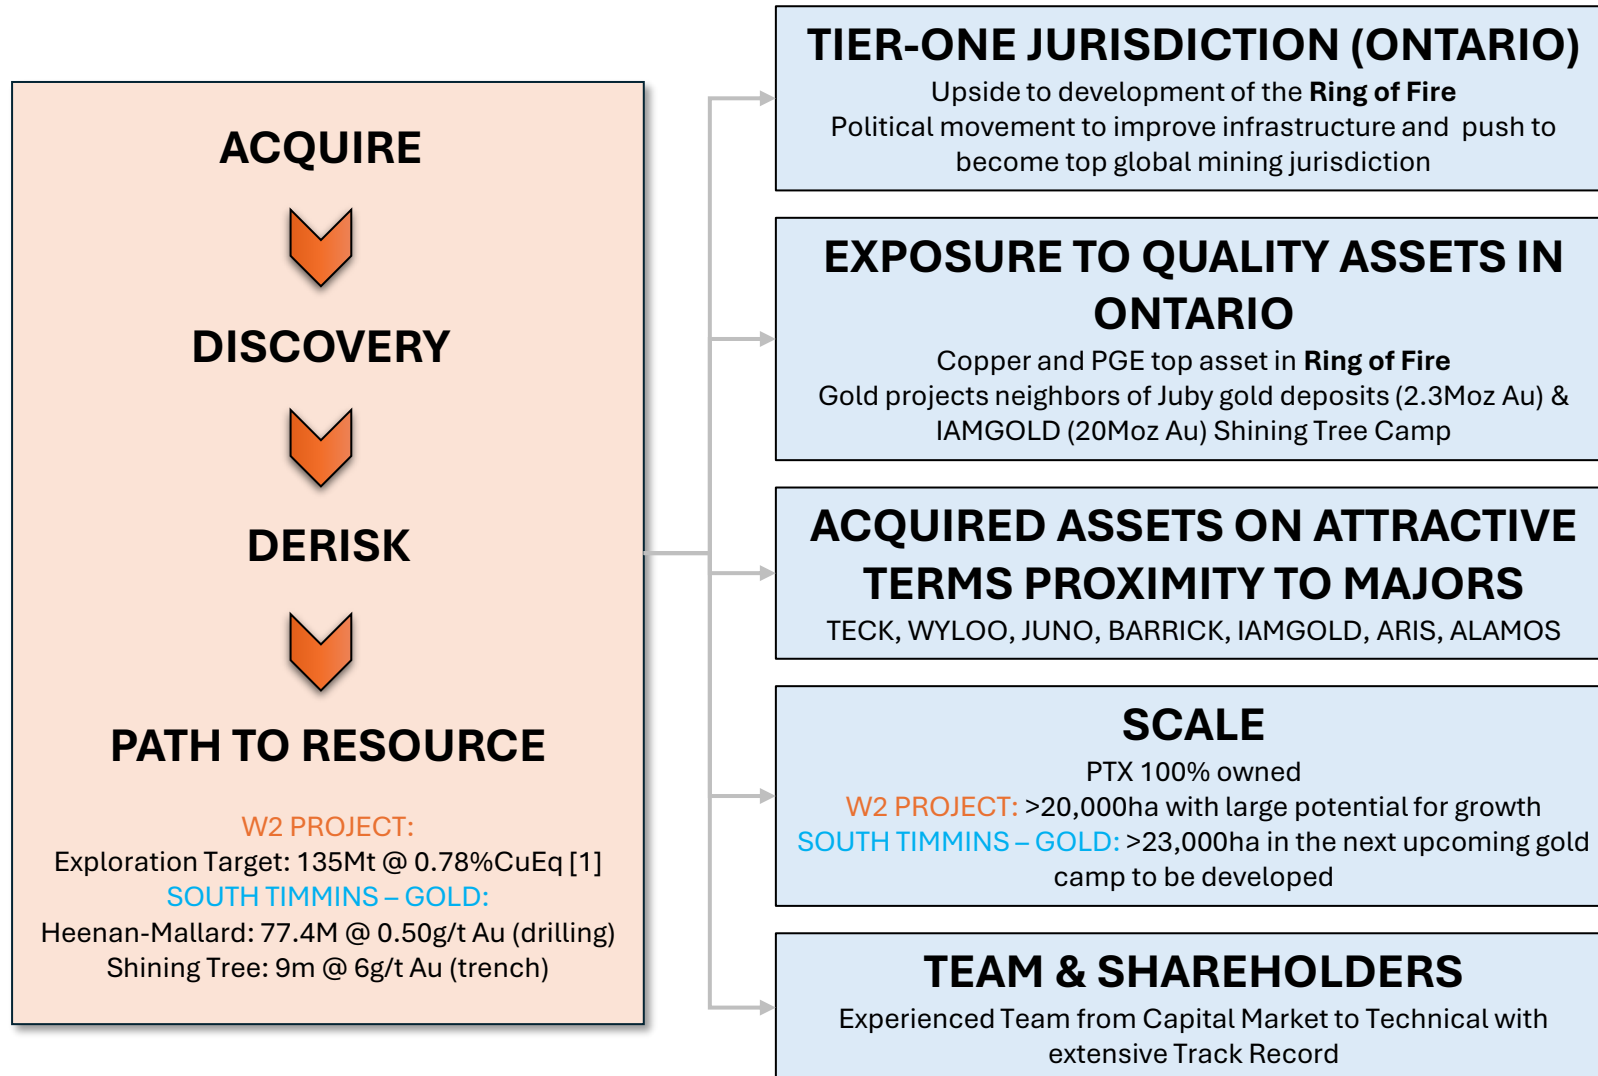 ACQUIRE
DISCOVERY
DERISK
PATH TO RESOURCE
W2 PROJECT:
Exploration Target: 135Mt @ 0.78%CuEq [1]
SOUTH TIMMINS – GOLD:
Heenan-Mallard: 77.4M @ 0.50g/t Au (drilling)
Shining Tree: 9m @ 6g/t Au (trench)
TIER-ONE JURISDICTION (ONTARIO)
Upside to development of the Ring of Fire
Political movement to improve infrastructure and push to
become top global mining jurisdiction
EXPOSURE TO QUALITY ASSETS IN
ONTARIO
Copper and PGE top asset in Ring of Fire
Gold projects neighbors of Juby gold deposits (2.3Moz Au) &
IAMGOLD (20Moz Au) Shining Tree Camp
ACQUIRED ASSETS ON ATTRACTIVE
TERMS PROXIMITY TO MAJORS
TECK, WYLOO, JUNO, BARRICK, IAMGOLD, ARIS, ALAMOS
SCALE
PTX 100% owned
W2 PROJECT: >20,000ha with large potential for growth
SOUTH TIMMINS – GOLD: >23,000ha in the next upcoming gold
camp to be developed
TEAM & SHAREHOLDERS
Experienced Team from Capital Market to Technical with
extensive Track Record